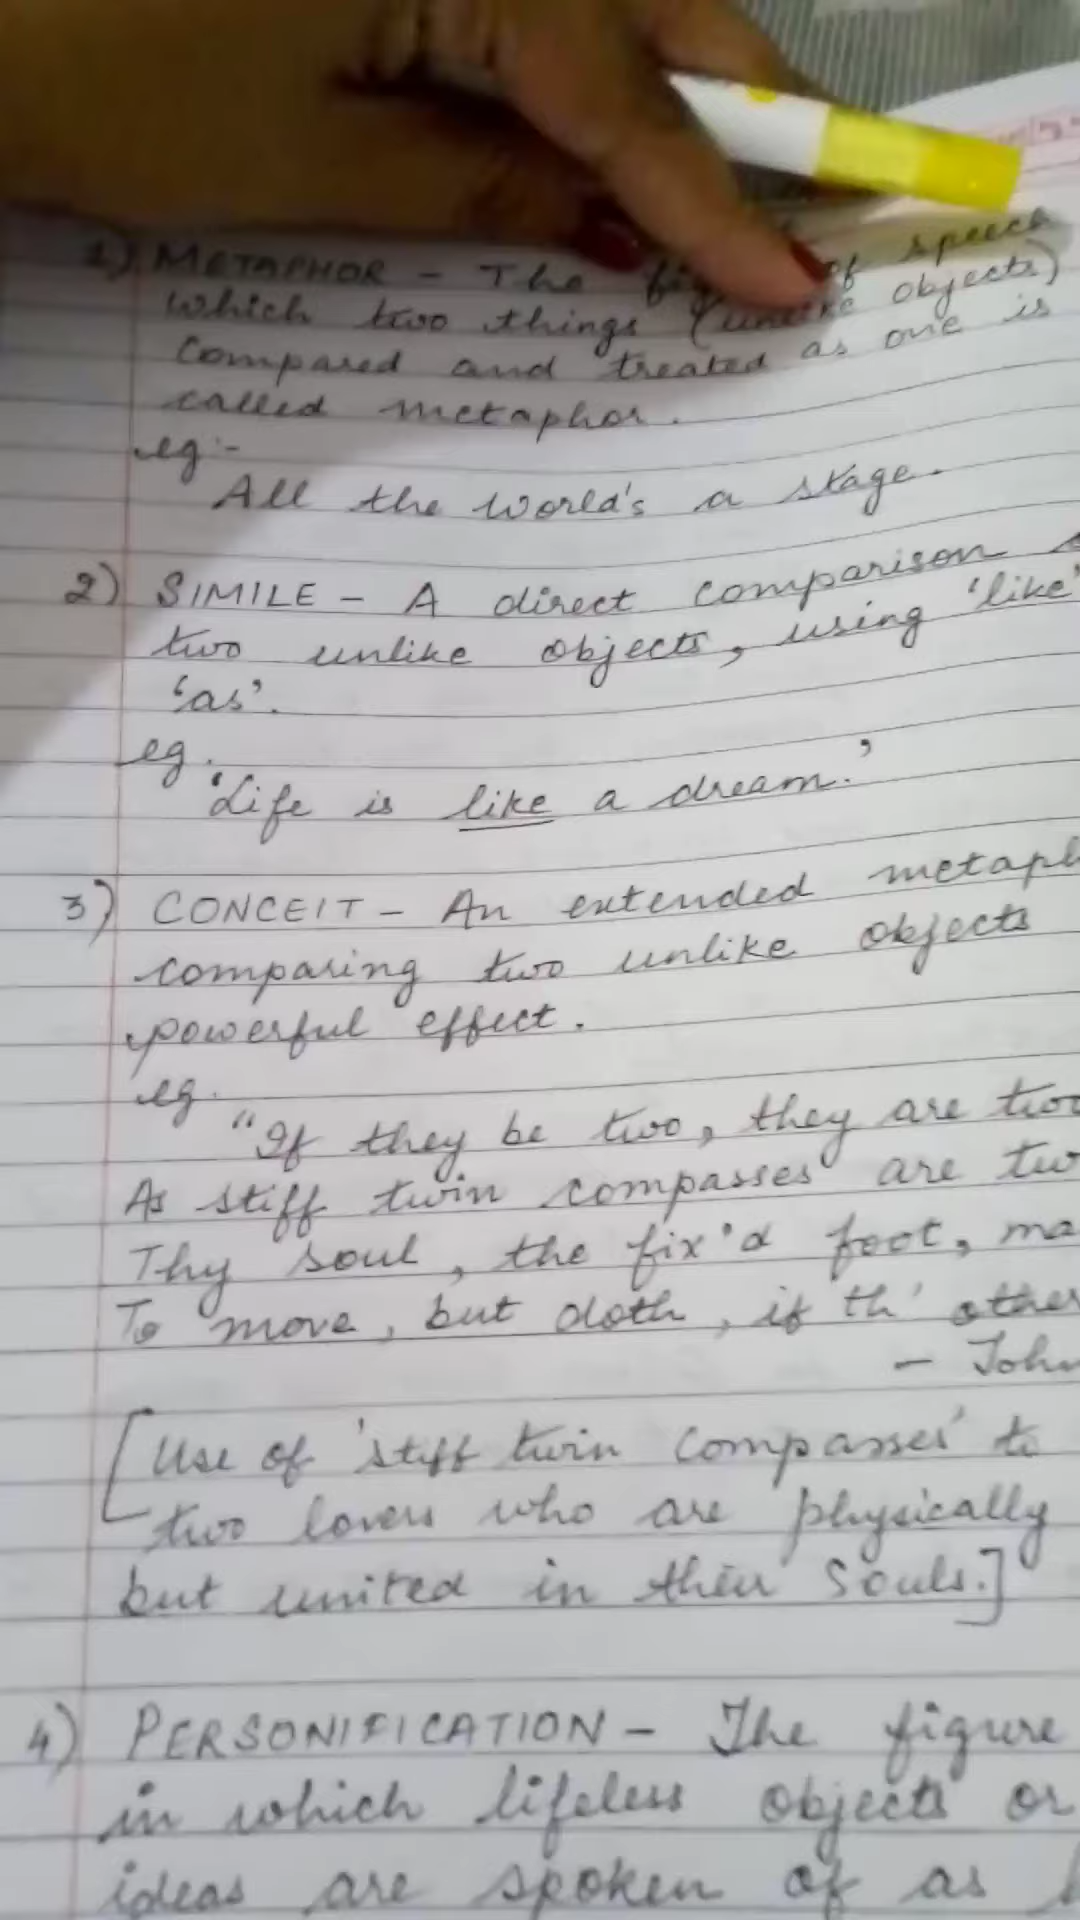 1) METAPHOR - The of speech
which two things (unlike objects)
compared and treated as one is
called metaphor.
eg:-
All the world's a stage.
2) SIMILE - A direct comparison
two unlike objects, using 'like'
'as'.
eg.
'Life is like a dream.'
3) CONCEIT - An extended
comparing two unlike objects
powerful effect.
eg.
"If they be two, they are two
As stiff twin compasses are
Thy soul, the fix'd foot,
To move, but doth, if th' other
- John
[Use of 'stiff twin compasses' to
two lovers who are physically
but united in their souls.]
4) PERSONIFICATION - The figure
in which lifeless objects or
ideas are spoken of as